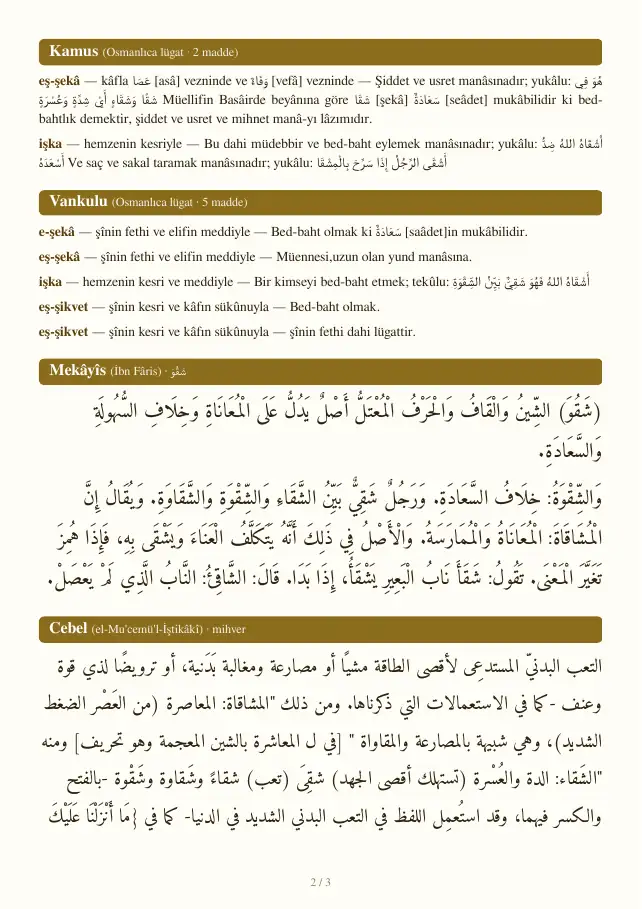 Kamus (Osmanlıca lügat · 2 madde)
eş-şekâ — kâfla عَصَا [asâ] vezninde ve وَفَاءٌ [vefâ] vezninde — Şiddet ve usret manâsınadır; yukâlu: هُوَ فِي
شَقًا وَشَقَاءٍ أَيْ شِدَّةٍ وَعُسْرَةٍ Müellifin Basâirde beyânına göre شَقَا [şekâ] سَعَادَةٌ [seâdet] mukâbilidir ki bed-
bahtlık demektir, şiddet ve usret ve mihnet manâ-yı lâzımıdır.
işka — hemzenin kesriyle — Bu dahi müdebbir ve bed-baht eylemek manâsınadır; yukâlu: أَشْقَاهُ اللهُ ضِدُّ
أَسْعَدَهُ Ve saç ve sakal taramak manâsınadır; yukâlu: أَشْقَى الرَّجُلُ إِذَا سَرَّحَ بِالْمِشْقَا
Vankulu (Osmanlıca lügat · 5 madde)
e-şekâ — şînin fethi ve elifin meddiyle — Bed-baht olmak ki سَعَادَةٌ [saâdet]in mukâbilidir.
eş-şekâ — şînin fethi ve elifin meddiyle — Müennesi,uzun olan yund manâsına.
işka — hemzenin kesri ve meddiyle — Bir kimseyi bed-baht etmek; tekûlu: أَشْقَاهُ اللهُ فَهُوَ شَقِيٌّ بَيِّنُ الشِّقْوَةِ
eş-şikvet — şînin kesri ve kâfın sükûnuyla — Bed-baht olmak.
eş-şikvet — şînin kesri ve kâfın sükûnuyla — şînin fethi dahi lügattir.
Mekâyîs (İbn Fâris) · شَقُوَ
(شَقُوَ) الشِّينُ وَالْقَافُ وَالْحَرْفُ الْمُعْتَلُّ أَصْلٌ يَدُلُّ عَلَى الْمُعَانَاةِ وَخِلَافِ السُّهُولَةِ
وَالسَّعَادَةِ.
وَالشِّقْوَةُ: خِلَافُ السَّعَادَةِ. وَرَجُلٌ شَقِيٌّ بَيِّنُ الشَّقَاءِ وَالشِّقْوَةِ وَالشَّقَاوَةِ. وَيُقَالُ إِنَّ
الْمُشَاقَاةَ: الْمُعَانَاةُ وَالْمُمَارَسَةُ. وَالْأَصْلُ فِي ذَلِكَ أَنَّهُ يَتَكَلَّفُ الْعَنَاءَ وَيَشْقَى بِهِ، فَإِذَا هُمِزَ
تَغَيَّرَ الْمَعْنَى. تَقُولُ: شَقَأَ نَابُ الْبَعِيرِ يَشْقَأُ، إِذَا بَدَا. قَالَ: الشَّاقِئُ: النَّابُ الَّذِي لَمْ يَعْصَلْ.
Cebel (el-Mu'cemü'l-İştikâkî) · mihver
التعب البدنيّ المستدعِى لأقصى الطاقة مشيًا أو مصارعة ومغالبة بَدَنية، أو ترويضًا لذي قوة
وعنف -كما في الاستعمالات التي ذكرناها. ومن ذلك "المشاقاة: المعاصرة (من العَصْر الضغط
الشديد)، وهي شبيهة بالمصارعة والمقاواة " [في ل المعاشرة بالشين المعجمة وهو تحريف] ومنه
"الشَقاء: الدة والعُسْرة (تستهلك أقصى الجهد) شقِىَ (تعب) شقاءً وشَقاوة وشَقْوة -بالفتح
والكسر فيهما، وقد استُعمِل اللفظ في التعب البدني الشديد في الدنيا- كما في {مَا أَنْزَلْنَا عَلَيْكَ
2 / 3